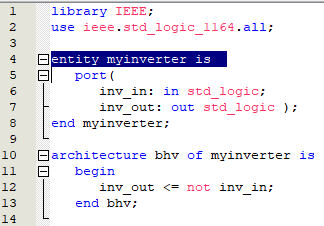 1 library IEEE;
2 use ieee.std_logic_1164.all;
3
4 entity myinverter is
5 port(
6 inv_in: in std_logic;
7 inv_out: out std_logic );
8 end myinverter;
9
10 architecture bhv of myinverter is
11 begin
12 inv_out <= not inv_in;
13 end bhv;
14